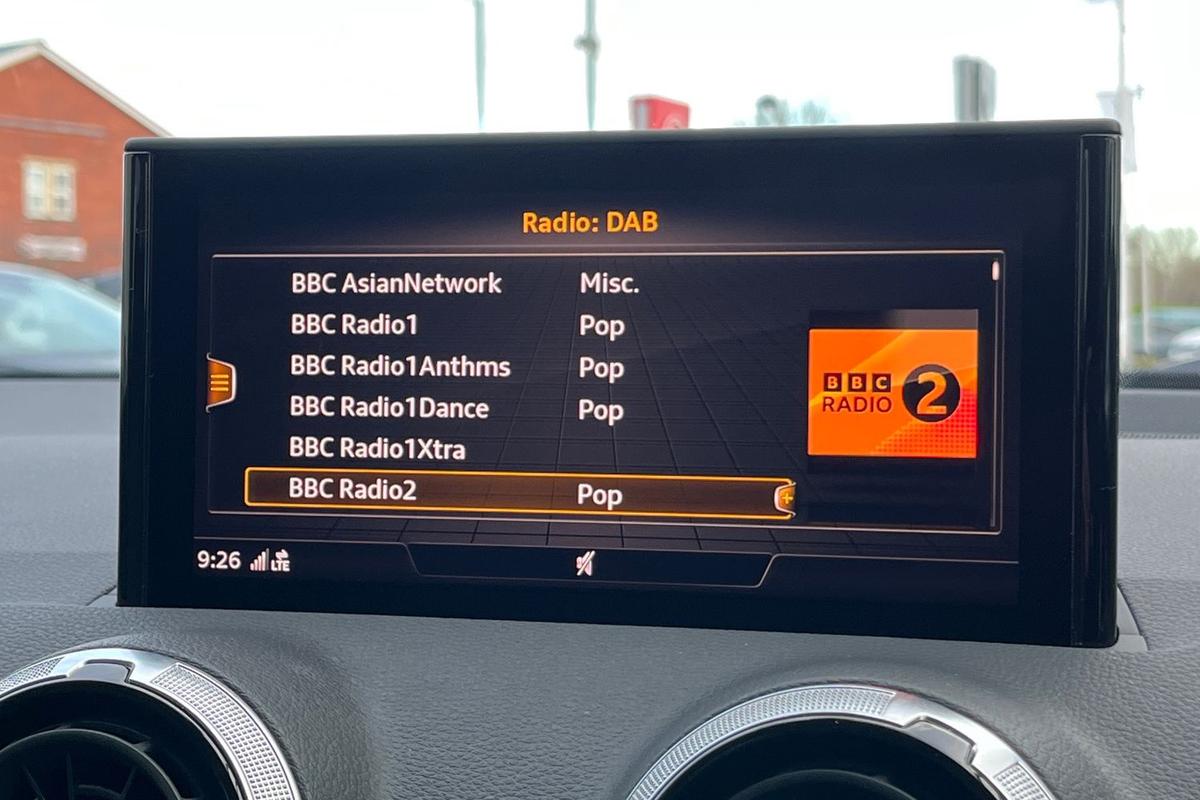 Radio: DAB
BBC AsianNetwork Misc.
BBC Radio1 Pop
BBC Radio1Anthms Pop
BBC Radio1Dance Pop
BBC Radio1Xtra
BBC Radio2 Pop
BBC
RADIO 2
9:26 LTE